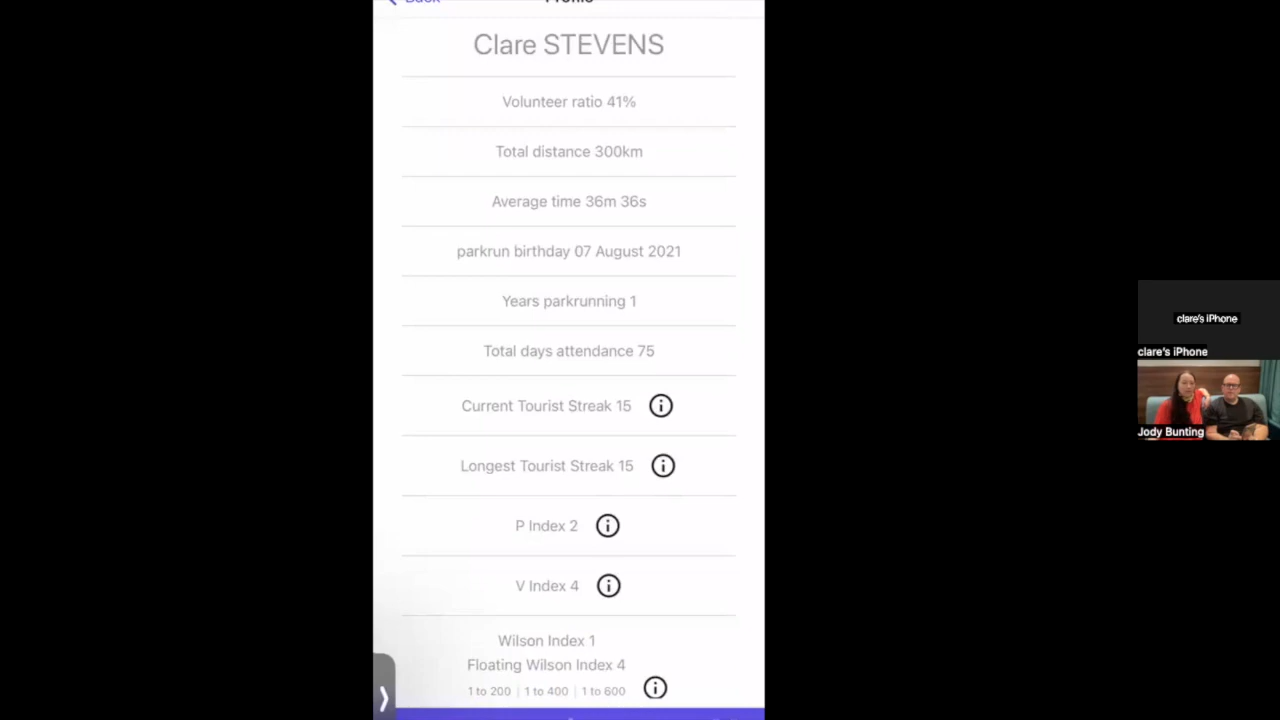 Back Profile
Clare STEVENS
Volunteer ratio 41%
Total distance 300km
Average time 36m 36s
parkrun birthday 07 August 2021
Years parkrunning 1
Total days attendance 75
Current Tourist Streak 15
Longest Tourist Streak 15
P Index 2
V Index 4
Wilson Index 1
Floating Wilson Index 4
1 to 200 | 1 to 400 | 1 to 600
clare's iPhone
clare's iPhone
Jody Bunting